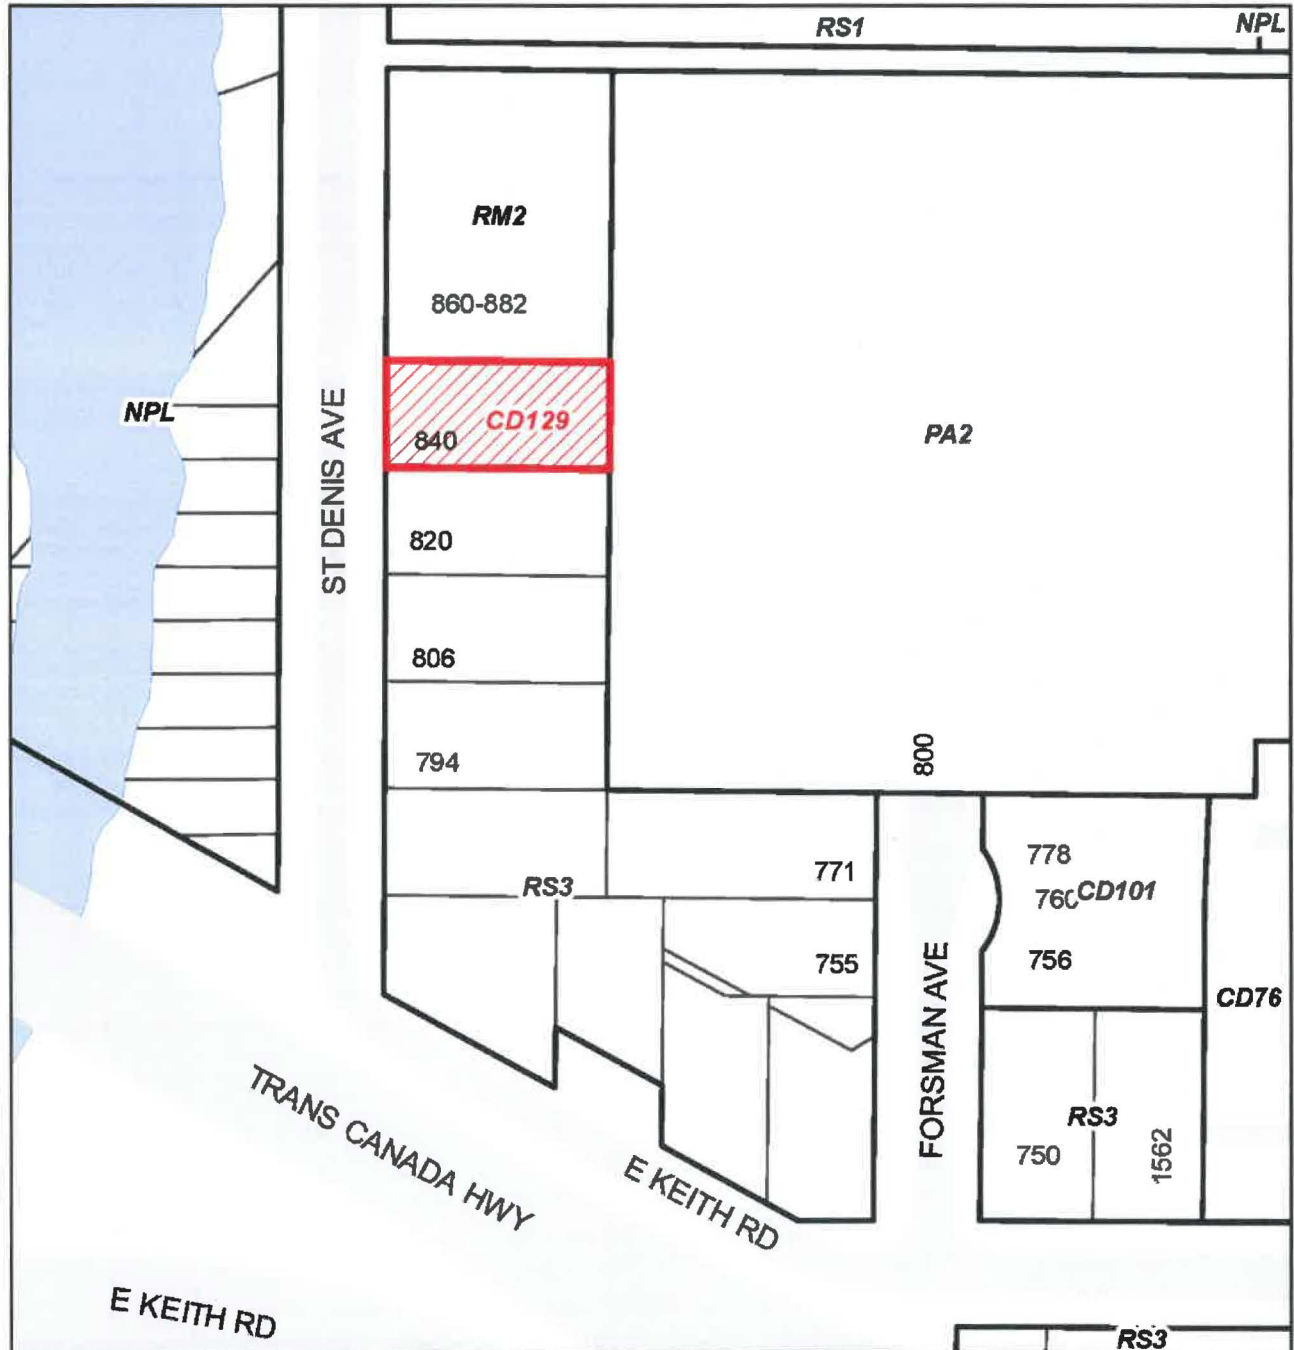 RS1
NPL
RM2
860-882
NPL
ST DENIS AVE
CD129
840
PA2
820
806
794
800
771
RS3
755
778
760
CD101
756
CD76
FORSMAN AVE
TRANS CANADA HWY
E KEITH RD
RS3
750
1562
E KEITH RD
RS3